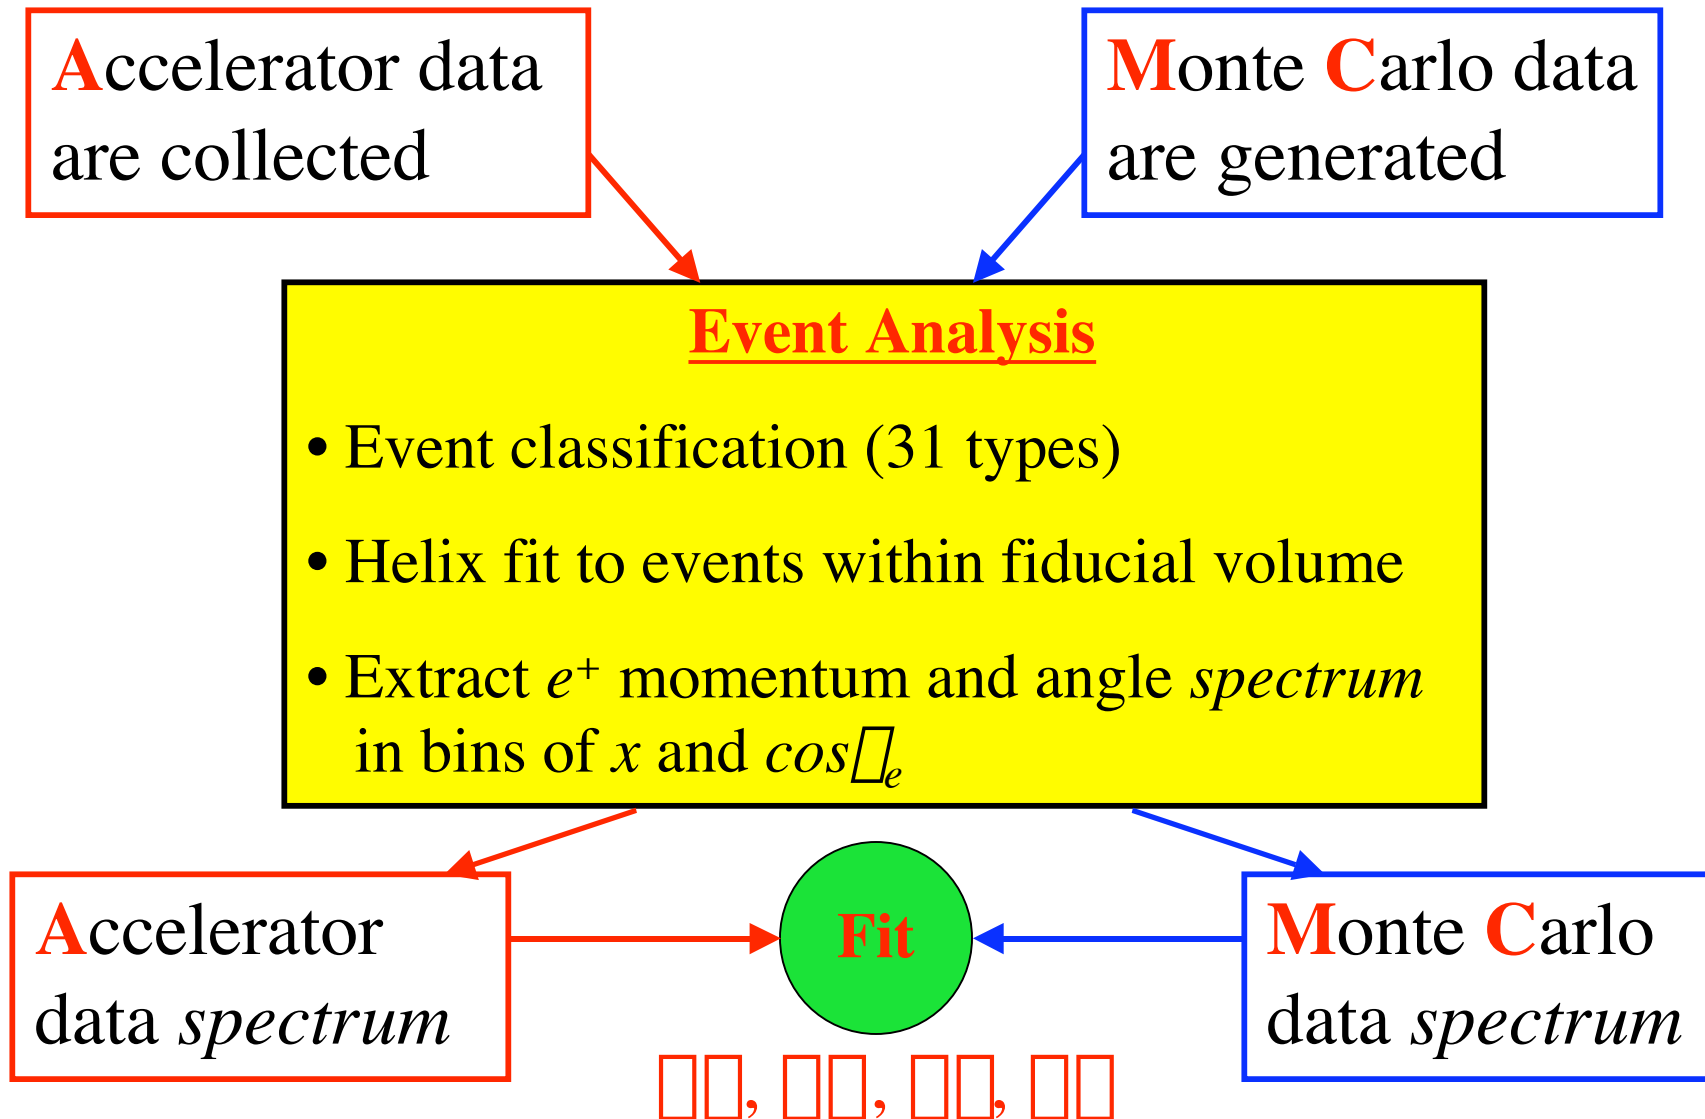 Accelerator data
are collected
Monte Carlo data
are generated
Event Analysis
• Event classification (31 types)
• Helix fit to events within fiducial volume
• Extract e⁺ momentum and angle spectrum
in bins of x and cos▯ₑ
Accelerator
data spectrum
Fit
Monte Carlo
data spectrum
▯▯, ▯▯, ▯▯, ▯▯